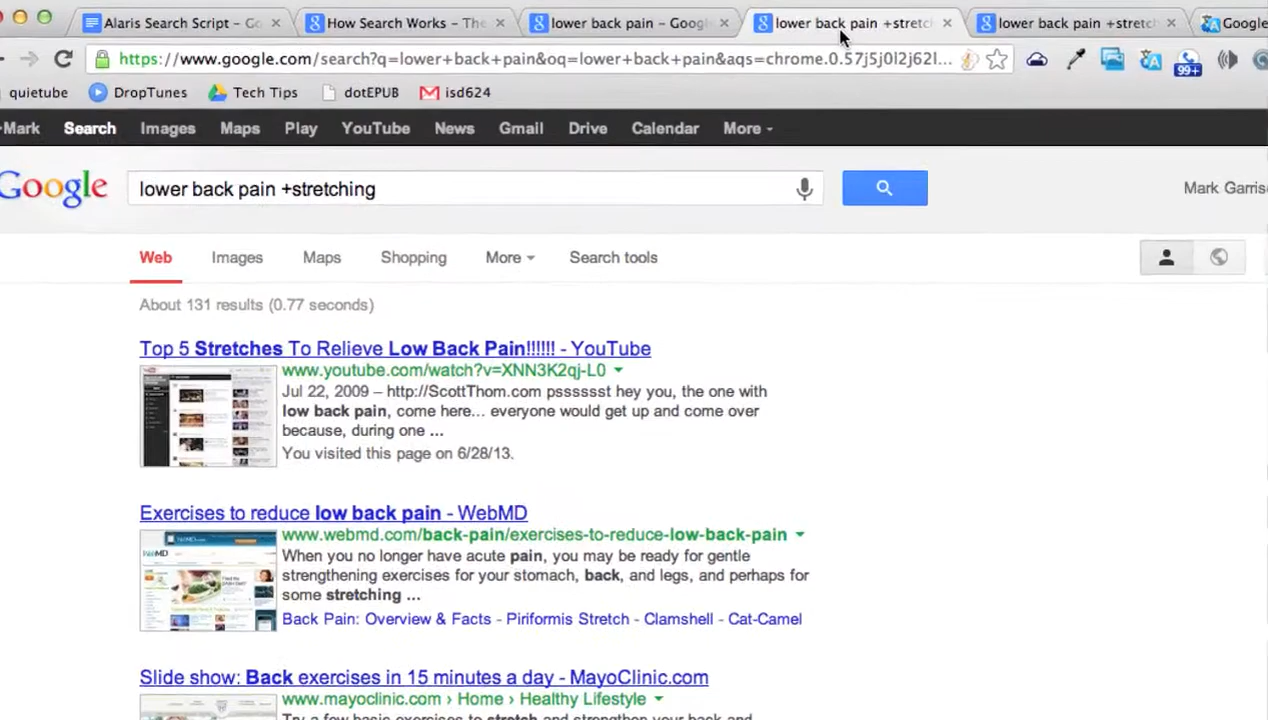 Alaris Search Script – G
How Search Works – The
lower back pain – Googl
lower back pain +stretc
lower back pain +stretch
Google
https://www.google.com/search?q=lower+back+pain&oq=lower+back+pain&aqs=chrome.0.57j5j0l2j62l...
99+
quietube
DropTunes
Tech Tips
dotEPUB
isd624
+Mark Search Images Maps Play YouTube News Gmail Drive Calendar More
Google
lower back pain +stretching
Mark Garris
Web Images Maps Shopping More Search tools
About 131 results (0.77 seconds)
Top 5 Stretches To Relieve Low Back Pain!!!!!! - YouTube
www.youtube.com/watch?v=XNN3K2qj-L0
Jul 22, 2009 – http://ScottThom.com psssssst hey you, the one with
low back pain, come here... everyone would get up and come over
because, during one ...
You visited this page on 6/28/13.
Exercises to reduce low back pain - WebMD
www.webmd.com/back-pain/exercises-to-reduce-low-back-pain
When you no longer have acute pain, you may be ready for gentle
strengthening exercises for your stomach, back, and legs, and perhaps for
some stretching ...
Back Pain: Overview & Facts - Piriformis Stretch - Clamshell - Cat-Camel
Slide show: Back exercises in 15 minutes a day - MayoClinic.com
www.mayoclinic.com › Home › Healthy Lifestyle
Try a few basic exercises to stretch and strengthen your back and